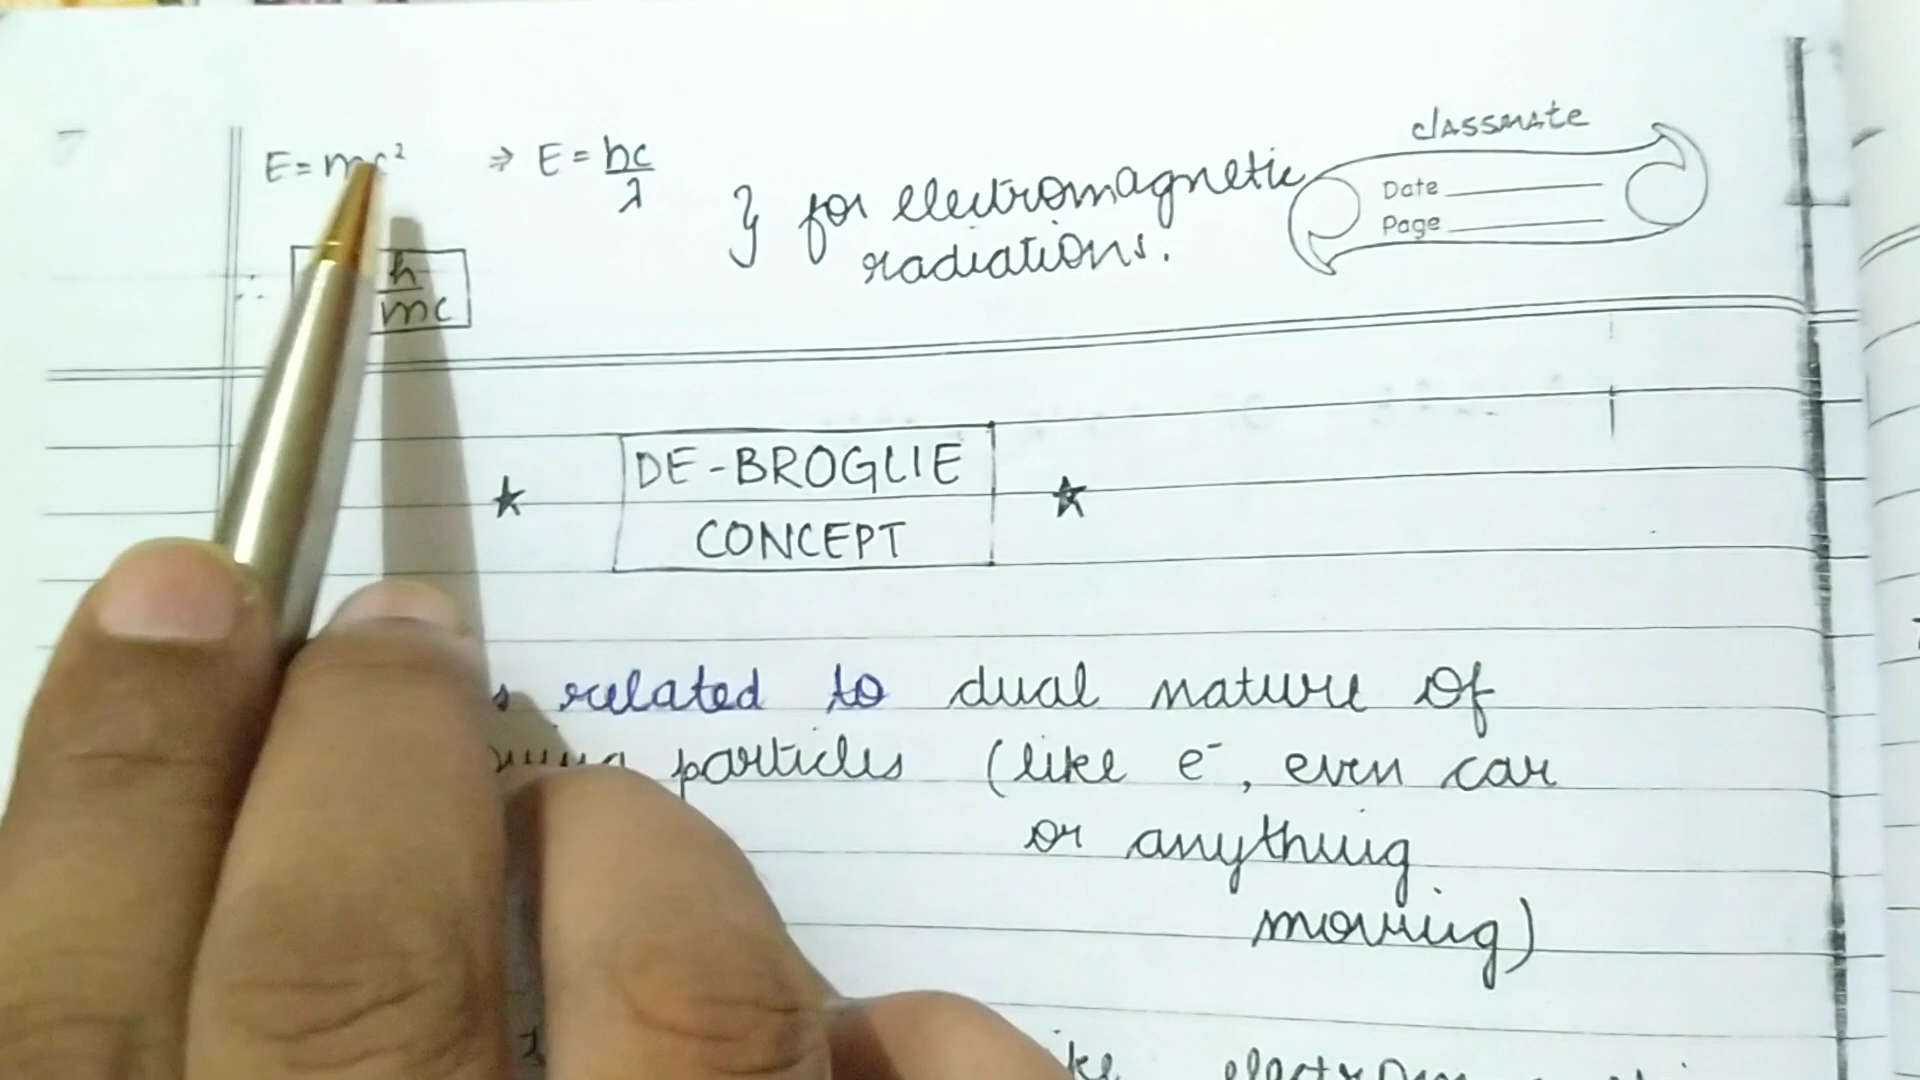 classmate
Date
Page
E = mc² ⇒ E = hc/λ } for electromagnetic
radiations.
∴ h/mc
DE-BROGLIE
CONCEPT
related to dual nature of
particles (like e⁻, even car
or anything
moving)